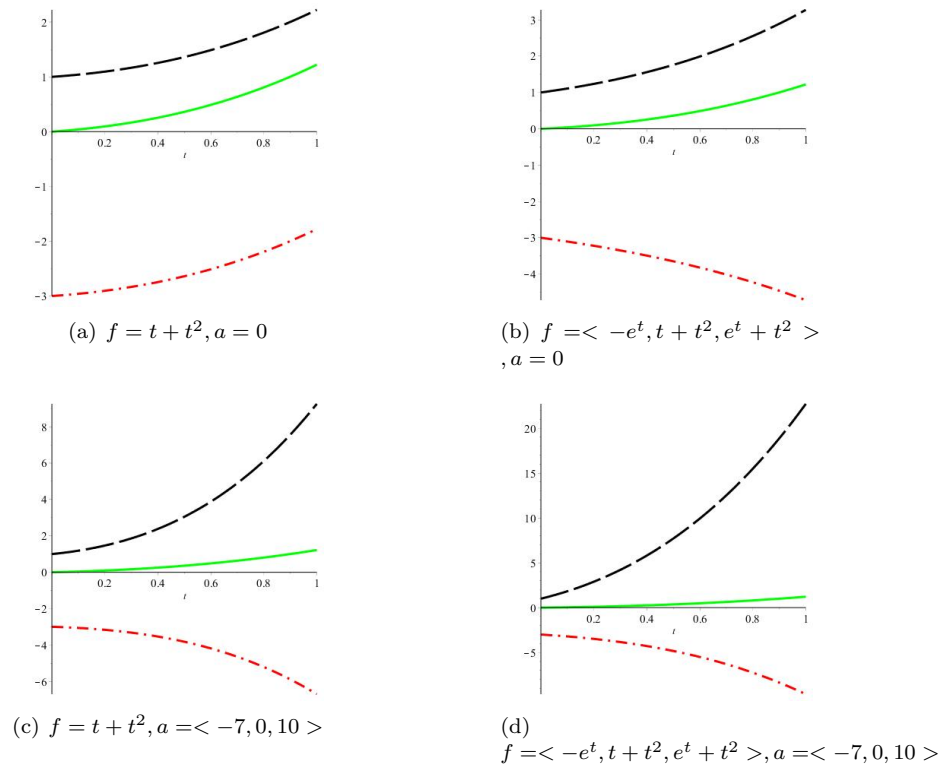 2
1
0
0.2 0.4 0.6 0.8 1
t
−1
−2
−3
(a) f = t + t², a = 0
3
2
1
0
0.2 0.4 0.6 0.8 1
t
−1
−2
−3
−4
(b) f =< −eᵗ, t + t², eᵗ + t² >
, a = 0
8
6
4
2
0
0.2 0.4 0.6 0.8 1
t
−2
−4
−6
(c) f = t + t², a =< −7, 0, 10 >
20
15
10
5
0
0.2 0.4 0.6 0.8 1
t
−5
(d)
f =< −eᵗ, t + t², eᵗ + t² >, a =< −7, 0, 10 >